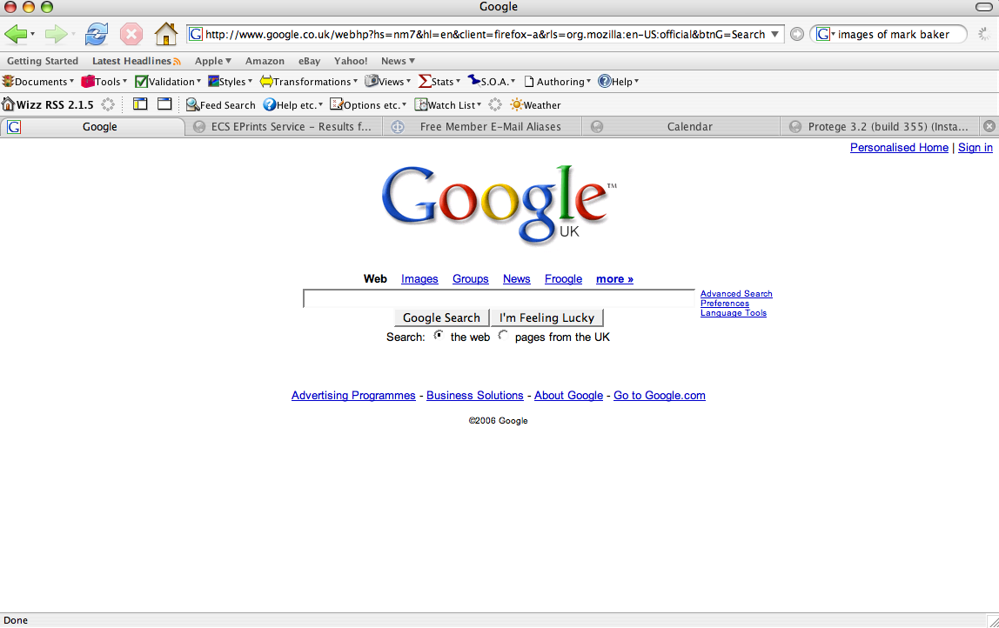 Google
http://www.google.co.uk/webhp?hs=nm7&hl=en&client=firefox-a&rls=org.mozilla:en-US:official&btnG=Search G images of mark baker
Getting Started Latest Headlines Apple Amazon eBay Yahoo! News
Documents Tools Validation Styles Transformations Views Stats S.O.A. Authoring Help
Wizz RSS 2.1.5 Feed Search Help etc. Options etc. Watch List Weather
G Google ECS EPrints Service – Results f... Free Member E-Mail Aliases Calendar Protege 3.2 (build 355) (Insta...
Personalised Home | Sign in
Google™
UK
Web Images Groups News Froogle more »
Advanced Search
Preferences
Language Tools
Google Search I'm Feeling Lucky
Search: the web pages from the UK
Advertising Programmes - Business Solutions - About Google - Go to Google.com
©2006 Google
Done